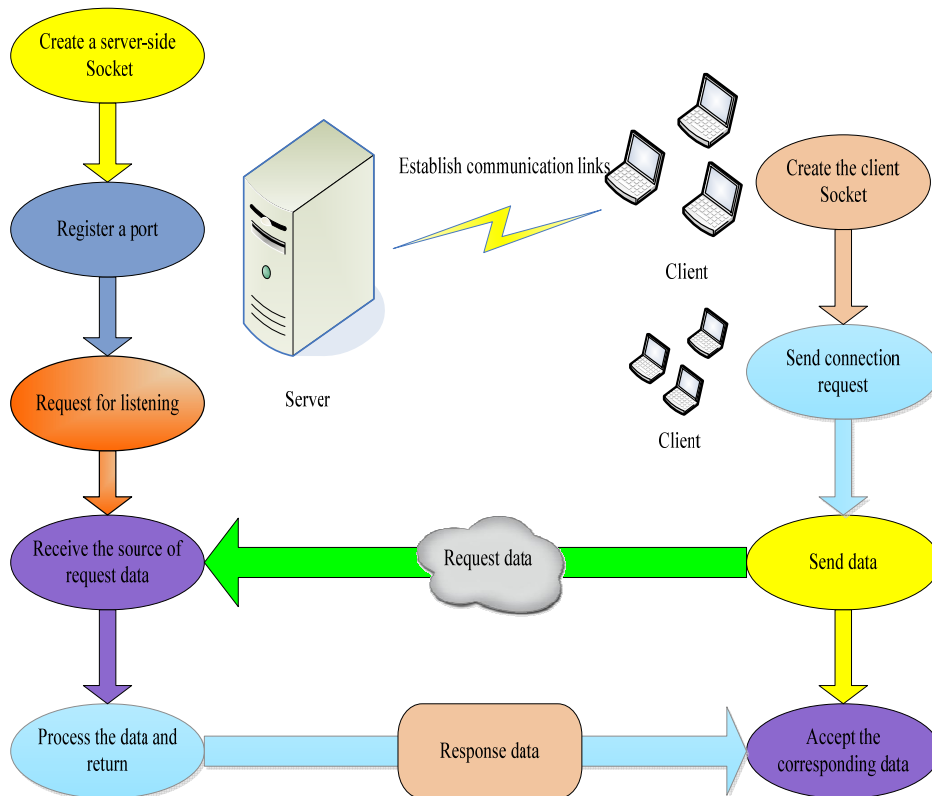 Create a server-side
Socket
Establish communication links
Create the client
Socket
Register a port
Client
Send connection
request
Request for listening
Server
Client
Receive the source of
request data
Request data
Send data
Process the data and
return
Response data
Accept the
corresponding data